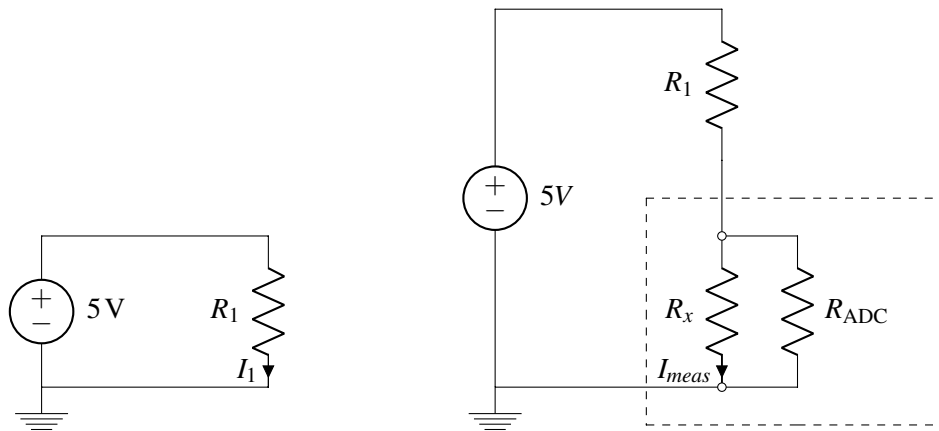 R1
+
−
5V
+
−
5V
R1
Rx
RADC
I1
Imeas